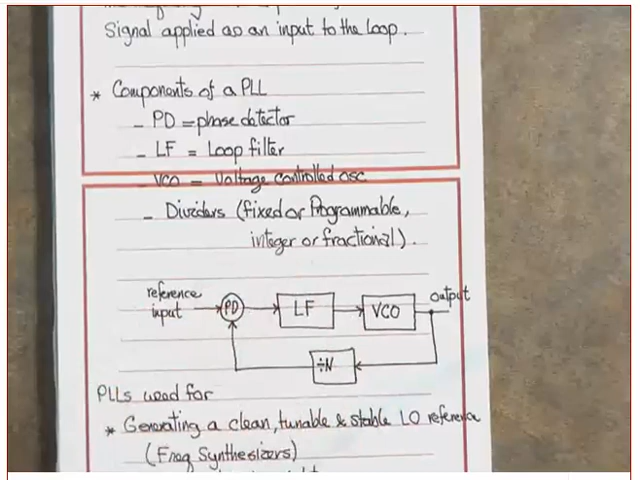 Signal applied as an input to the loop.
* Components of a PLL
- PD = phase detector
- LF = Loop filter
- VCO = Voltage controlled osc
- Dividers (fixed or Programmable,
integer or fractional).
reference
input
PD
LF
VCO
output
÷N
PLLs used for
* Generating a clean, tunable & stable LO reference
(Freq Synthesizers)